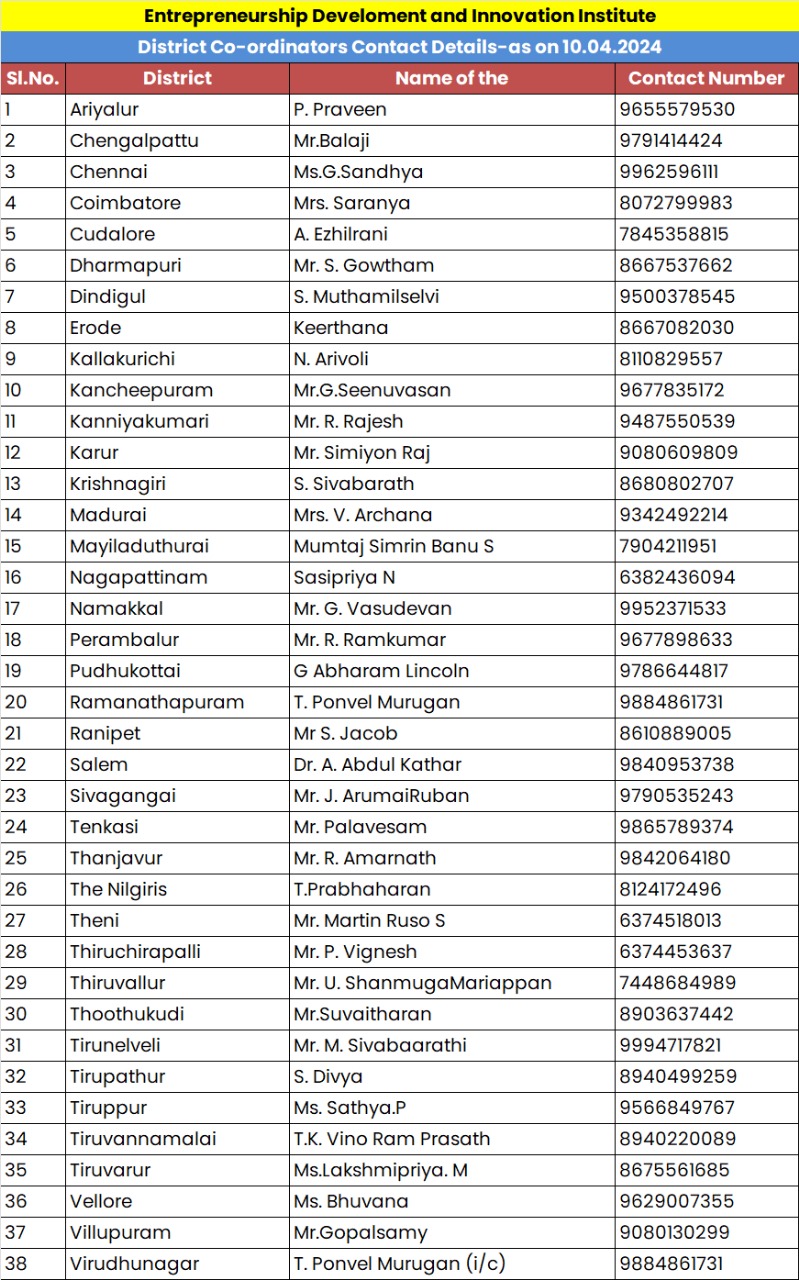 Entrepreneurship Develoment and Innovation Institute
District Co-ordinators Contact Details-as on 10.04.2024
Sl.No. District Name of the Contact Number
1 Ariyalur P. Praveen 9655579530
2 Chengalpattu Mr.Balaji 9791414424
3 Chennai Ms.G.Sandhya 9962596111
4 Coimbatore Mrs. Saranya 8072799983
5 Cudalore A. Ezhilrani 7845358815
6 Dharmapuri Mr. S. Gowtham 8667537662
7 Dindigul S. Muthamilselvi 9500378545
8 Erode Keerthana 8667082030
9 Kallakurichi N. Arivoli 8110829557
10 Kancheepuram Mr.G.Seenuvasan 9677835172
11 Kanniyakumari Mr. R. Rajesh 9487550539
12 Karur Mr. Simiyon Raj 9080609809
13 Krishnagiri S. Sivabarath 8680802707
14 Madurai Mrs. V. Archana 9342492214
15 Mayiladuthurai Mumtaj Simrin Banu S 7904211951
16 Nagapattinam Sasipriya N 6382436094
17 Namakkal Mr. G. Vasudevan 9952371533
18 Perambalur Mr. R. Ramkumar 9677898633
19 Pudhukottai G Abharam Lincoln 9786644817
20 Ramanathapuram T. Ponvel Murugan 9884861731
21 Ranipet Mr S. Jacob 8610889005
22 Salem Dr. A. Abdul Kathar 9840953738
23 Sivagangai Mr. J. ArumaiRuban 9790535243
24 Tenkasi Mr. Palavesam 9865789374
25 Thanjavur Mr. R. Amarnath 9842064180
26 The Nilgiris T.Prabhaharan 8124172496
27 Theni Mr. Martin Ruso S 6374518013
28 Thiruchirapalli Mr. P. Vignesh 6374453637
29 Thiruvallur Mr. U. ShanmugaMariappan 7448684989
30 Thoothukudi Mr.Suvaitharan 8903637442
31 Tirunelveli Mr. M. Sivabaarathi 9994717821
32 Tirupathur S. Divya 8940499259
33 Tiruppur Ms. Sathya.P 9566849767
34 Tiruvannamalai T.K. Vino Ram Prasath 8940220089
35 Tiruvarur Ms.Lakshmipriya. M 8675561685
36 Vellore Ms. Bhuvana 9629007355
37 Villupuram Mr.Gopalsamy 9080130299
38 Virudhunagar T. Ponvel Murugan (i/c) 9884861731